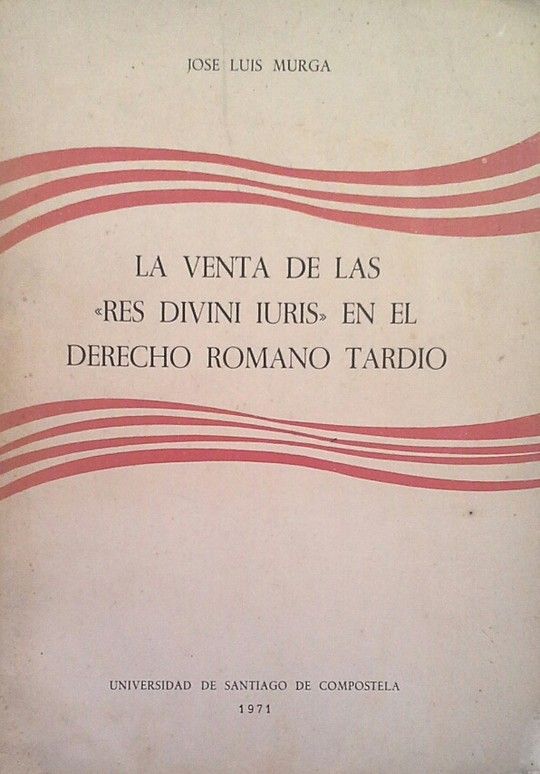 JOSE LUIS MURGA
LA VENTA DE LAS
«RES DIVINI IURIS» EN EL
DERECHO ROMANO TARDIO
UNIVERSIDAD DE SANTIAGO DE COMPOSTELA
1971